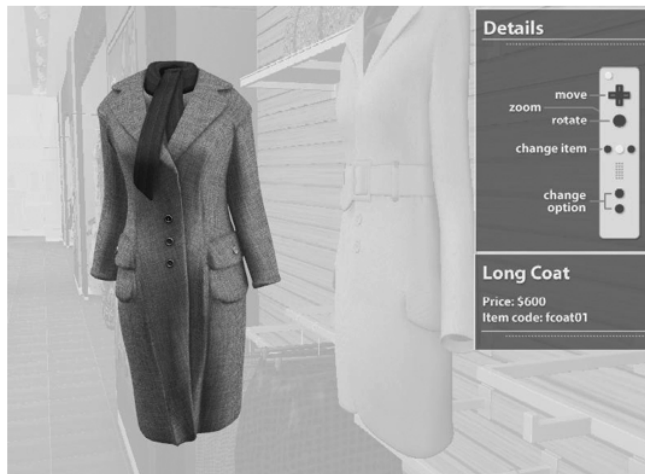 Details
move
zoom
rotate
change item
change
option
Long Coat
Price: $600
Item code: fcoat01